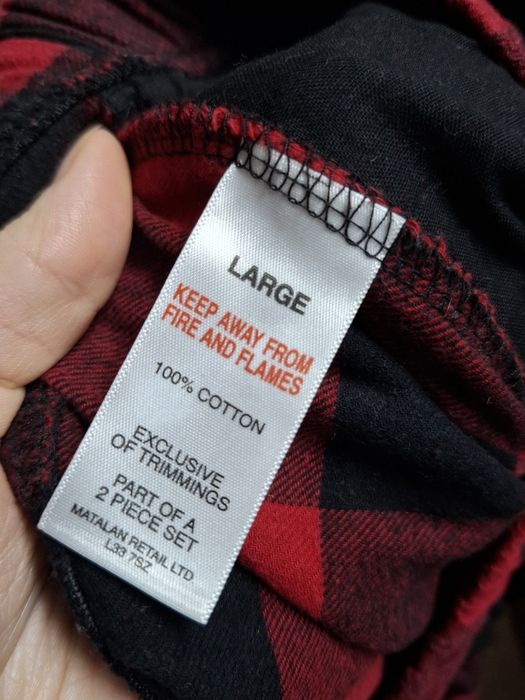 LARGE
KEEP AWAY FROM
FIRE AND FLAMES
100% COTTON
EXCLUSIVE
OF TRIMMINGS
PART OF A
2 PIECE SET
MATALAN RETAIL LTD
L33 7SZ